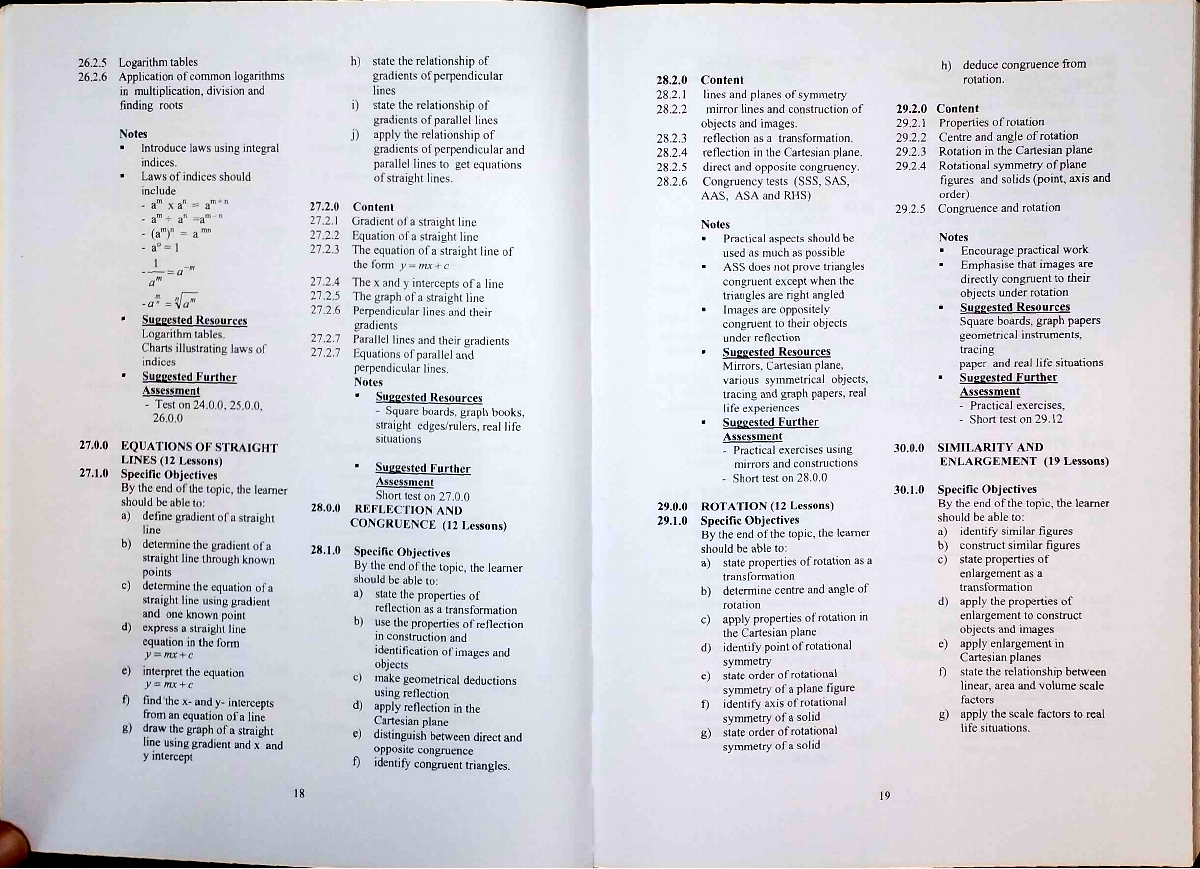 26.2.5 Logarithm tables
26.2.6 Application of common logarithms
in multiplication, division and
finding roots
Notes
▪ Introduce laws using integral
indices.
▪ Laws of indices should
include
- aᵐ x aⁿ = aᵐ⁺ⁿ
- aᵐ ÷ aⁿ =aᵐ⁻ⁿ
- (aᵐ)ⁿ = a ᵐⁿ
- a⁰ = 1
- 1/aᵐ = a⁻ᵐ
- a^(m/n) = ⁿ√aᵐ
▪ Suggested Resources
Logarithm tables.
Charts illustrating laws of
indices
▪ Suggested Further
Assessment
- Test on 24.0.0, 25.0.0,
26.0.0
27.0.0 EQUATIONS OF STRAIGHT
LINES (12 Lessons)
27.1.0 Specific Objectives
By the end of the topic, the learner
should be able to:
a) define gradient of a straight
line
b) determine the gradient of a
straight line through known
points
c) determine the equation of a
straight line using gradient
and one known point
d) express a straight line
equation in the form
y = mx + c
e) interpret the equation
y = mx + c
f) find the x- and y- intercepts
from an equation of a line
g) draw the graph of a straight
line using gradient and x and
y intercept
h) state the relationship of
gradients of perpendicular
lines
i) state the relationship of
gradients of parallel lines
j) apply the relationship of
gradients of perpendicular and
parallel lines to get equations
of straight lines.
27.2.0 Content
27.2.1 Gradient of a straight line
27.2.2 Equation of a straight line
27.2.3 The equation of a straight line of
the form y = mx + c
27.2.4 The x and y intercepts of a line
27.2.5 The graph of a straight line
27.2.6 Perpendicular lines and their
gradients
27.2.7 Parallel lines and their gradients
27.2.7 Equations of parallel and
perpendicular lines.
Notes
▪ Suggested Resources
- Square boards, graph books,
straight edges/rulers, real life
situations
▪ Suggested Further
Assessment
Short test on 27.0.0
28.0.0 REFLECTION AND
CONGRUENCE (12 Lessons)
28.1.0 Specific Objectives
By the end of the topic, the learner
should be able to:
a) state the properties of
reflection as a transformation
b) use the properties of reflection
in construction and
identification of images and
objects
c) make geometrical deductions
using reflection
d) apply reflection in the
Cartesian plane
e) distinguish between direct and
opposite congruence
f) identify congruent triangles.
18
28.2.0 Content
28.2.1 lines and planes of symmetry
28.2.2 mirror lines and construction of
objects and images.
28.2.3 reflection as a transformation.
28.2.4 reflection in the Cartesian plane.
28.2.5 direct and opposite congruency.
28.2.6 Congruency tests (SSS, SAS,
AAS, ASA and RHS)
Notes
▪ Practical aspects should be
used as much as possible
▪ ASS does not prove triangles
congruent except when the
triangles are right angled
▪ Images are oppositely
congruent to their objects
under reflection
▪ Suggested Resources
Mirrors, Cartesian plane,
various symmetrical objects,
tracing and graph papers, real
life experiences
▪ Suggested Further
Assessment
- Practical exercises using
mirrors and constructions
- Short test on 28.0.0
29.0.0 ROTATION (12 Lessons)
29.1.0 Specific Objectives
By the end of the topic, the learner
should be able to:
a) state properties of rotation as a
transformation
b) determine centre and angle of
rotation
c) apply properties of rotation in
the Cartesian plane
d) identify point of rotational
symmetry
e) state order of rotational
symmetry of a plane figure
f) identify axis of rotational
symmetry of a solid
g) state order of rotational
symmetry of a solid
h) deduce congruence from
rotation.
29.2.0 Content
29.2.1 Properties of rotation
29.2.2 Centre and angle of rotation
29.2.3 Rotation in the Cartesian plane
29.2.4 Rotational symmetry of plane
figures and solids (point, axis and
order)
29.2.5 Congruence and rotation
Notes
▪ Encourage practical work
▪ Emphasise that images are
directly congruent to their
objects under rotation
▪ Suggested Resources
Square boards, graph papers
geometrical instruments,
tracing
paper and real life situations
▪ Suggested Further
Assessment
- Practical exercises,
- Short test on 29.12
30.0.0 SIMILARITY AND
ENLARGEMENT (19 Lessons)
30.1.0 Specific Objectives
By the end of the topic, the learner
should be able to:
a) identify similar figures
b) construct similar figures
c) state properties of
enlargement as a
transformation
d) apply the properties of
enlargement to construct
objects and images
e) apply enlargement in
Cartesian planes
f) state the relationship between
linear, area and volume scale
factors
g) apply the scale factors to real
life situations.
19